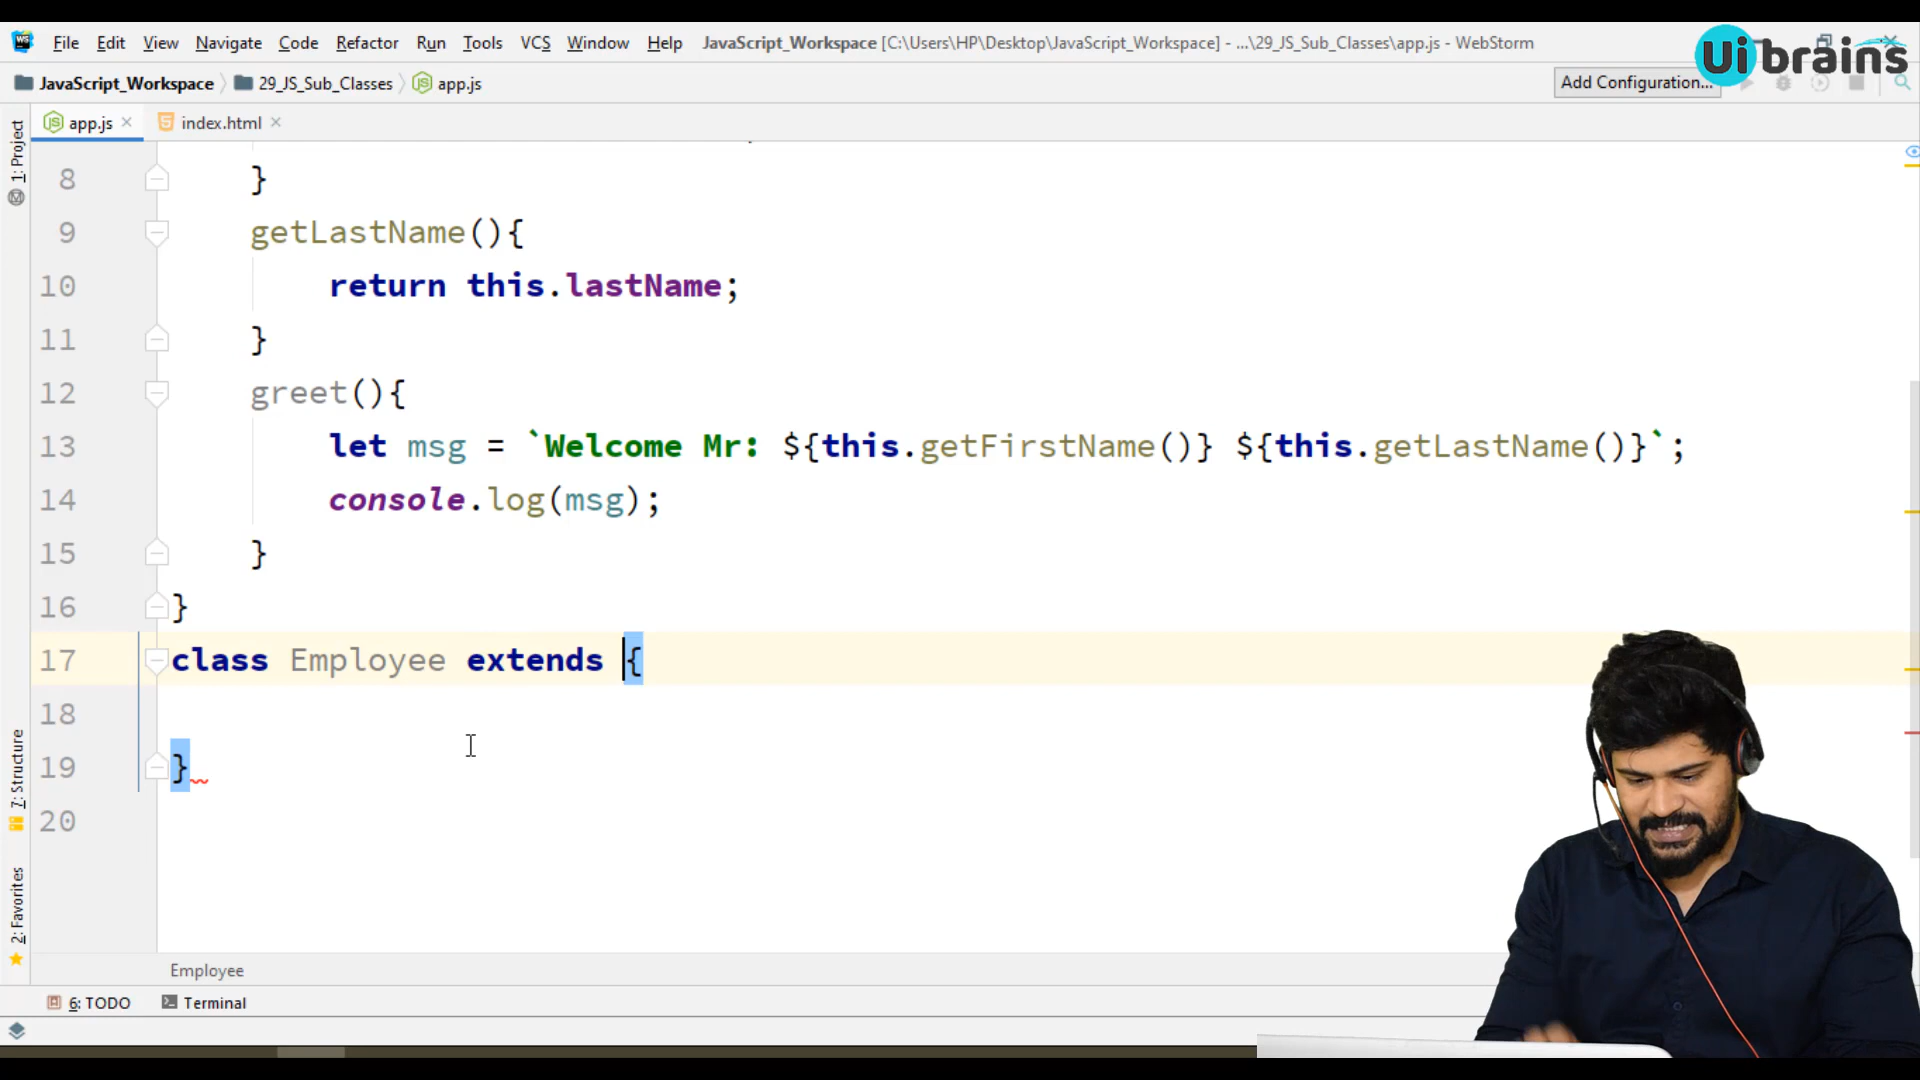 File Edit View Navigate Code Refactor Run Tools VCS Window Help JavaScript_Workspace [C:\Users\HP\Desktop\JavaScript_Workspace] - ...\29_JS_Sub_Classes\app.js - WebStorm
Ui brains
JavaScript_Workspace 29_JS_Sub_Classes app.js Add Configuration...
app.js index.html
1: Project
8 }
9 getLastName(){
10 return this.lastName;
11 }
12 greet(){
13 let msg = `Welcome Mr: ${this.getFirstName()} ${this.getLastName()}`;
14 console.log(msg);
15 }
16 }
17 class Employee extends {
18
19 }
20
7: Structure
2: Favorites
Employee
6: TODO Terminal